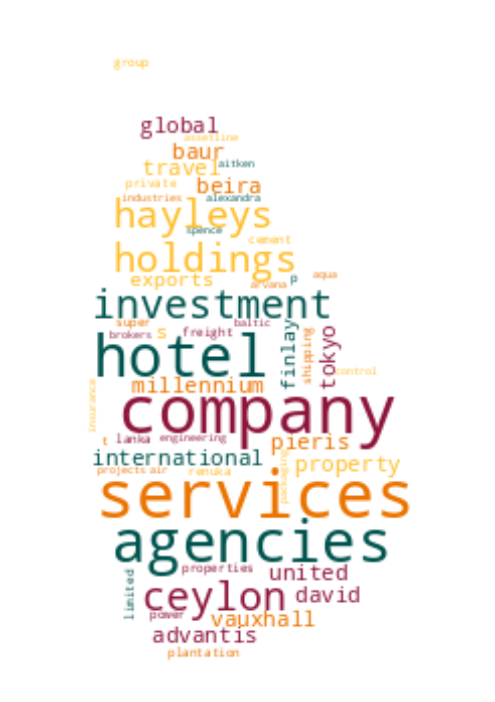 group
global
assetline
baur
travel
aitken
private
beira
industries
alexandra
hayleys
spence
cement
holdings
aqua
exports
arvana
p
investment
super
s
baltic
brokers
freight
hotel
finlay
shipping
tokyo
control
millennium
insurance
company
t
lanka
engineering
pieris
international
packaging
property
projects
air
renuka
services
agencies
properties
united
limited
ceylon
david
power
vauxhall
advantis
plantation